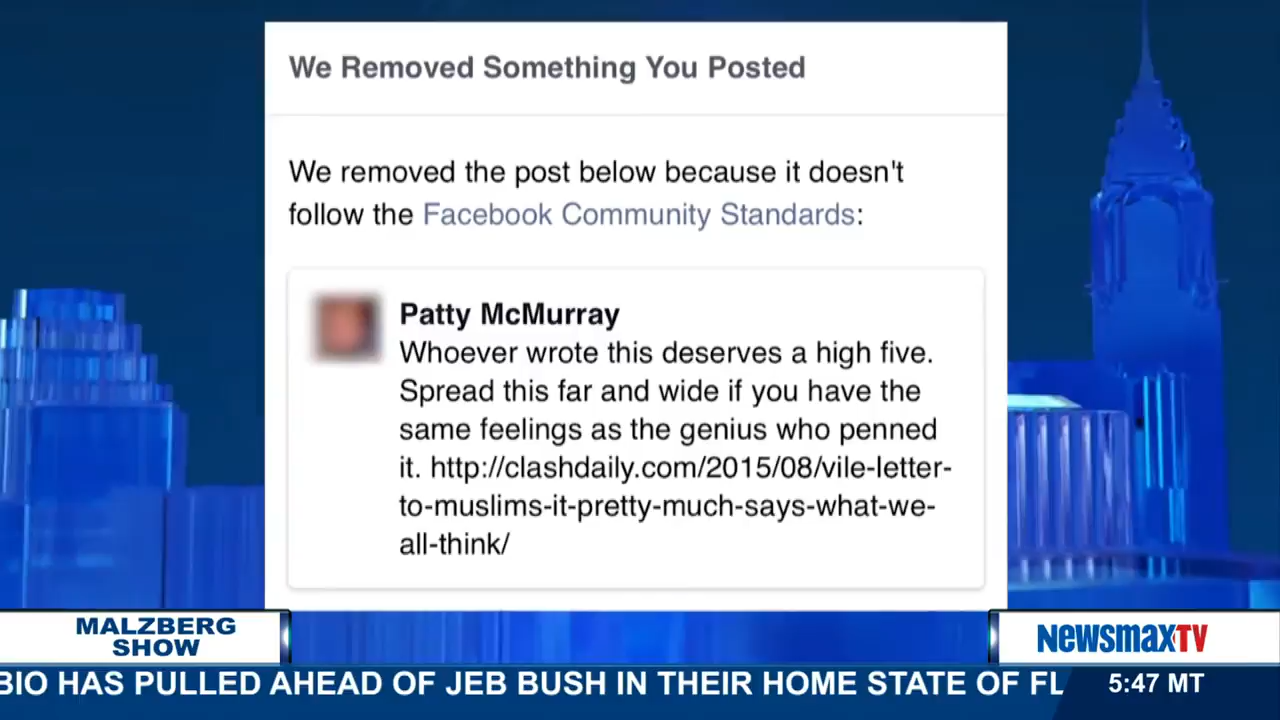 We Removed Something You Posted
We removed the post below because it doesn't
follow the Facebook Community Standards:
Patty McMurray
Whoever wrote this deserves a high five.
Spread this far and wide if you have the
same feelings as the genius who penned
it. http://clashdaily.com/2015/08/vile-letter-
to-muslims-it-pretty-much-says-what-we-
all-think/
MALZBERG
SHOW
NEWSMAXTV
BIO HAS PULLED AHEAD OF JEB BUSH IN THEIR HOME STATE OF FL
5:47 MT